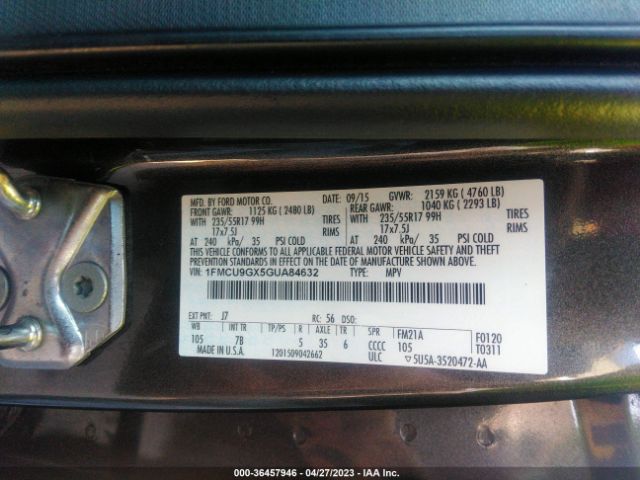 MFD. BY FORD MOTOR CO. DATE: 09/15 GVWR: 2159 KG ( 4760 LB)
FRONT GAWR: 1125 KG ( 2480 LB) REAR GAWR: 1040 KG ( 2293 LB)
WITH 235/55R17 99H TIRES WITH 235/55R17 99H TIRES
17x7.5J RIMS 17x7.5J RIMS
AT 240 kPa/ 35 PSI COLD AT 240 kPa/ 35 PSI COLD
THIS VEHICLE CONFORMS TO ALL APPLICABLE FEDERAL MOTOR VEHICLE SAFETY AND THEFT
PREVENTION STANDARDS IN EFFECT ON THE DATE OF MANUFACTURE SHOWN ABOVE.
VIN: 1FMCU9GX5GUA84632 TYPE: MPV
EXT PNT: J7 RC: 56 DSO:
WB INT TR TP/PS R AXLE TR SPR FM21A F0120
105 7B 5 35 6 CCCC 105 T0311
MADE IN U.S.A. 1201509042662 ULC 5U5A-3520472-AA
000-36457946 - 04/27/2023 - IAA Inc.